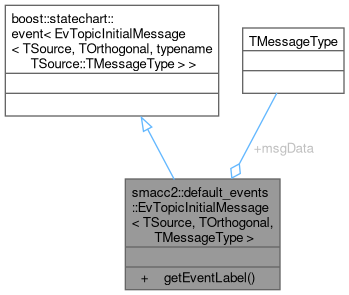 boost::statechart::
event< EvTopicInitialMessage
< TSource, TOrthogonal, typename
TSource::TMessageType > >
TMessageType
+msgData
smacc2::default_events
::EvTopicInitialMessage
< TSource, TOrthogonal,
TMessageType >
+ getEventLabel()